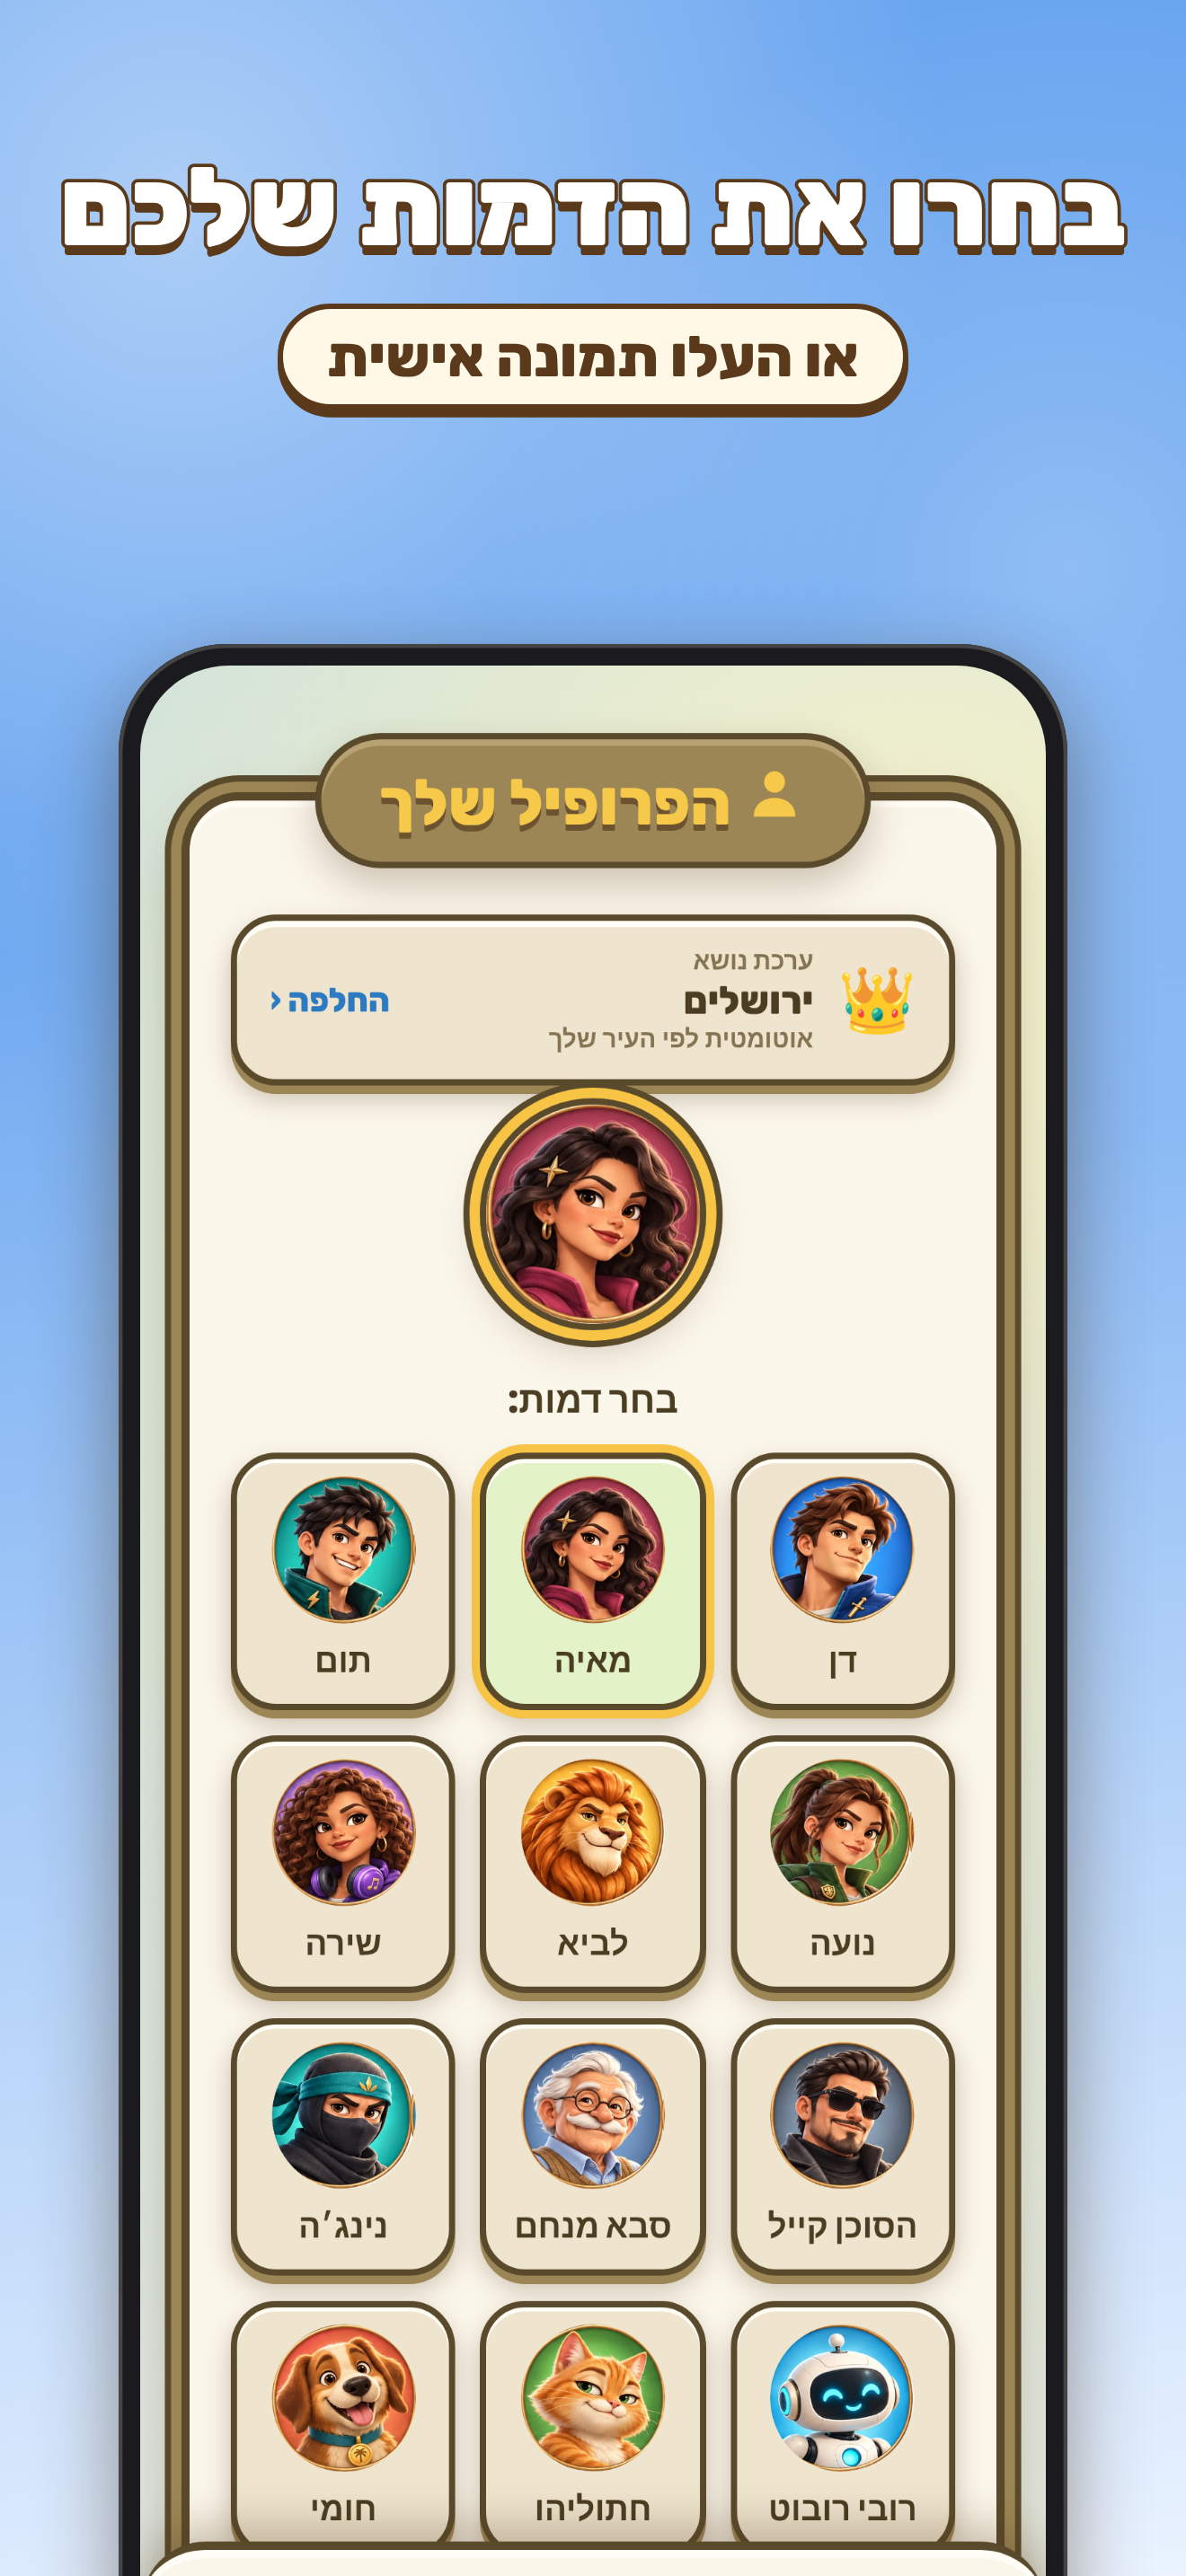 בחרו את הדמות שלכם
או העלו תמונה אישית
הפרופיל שלך
ערכת נושא
ירושלים
אוטומטית לפי העיר שלך
החלפה ›
בחר דמות:
דן
מאיה
תום
נועה
לביא
שירה
הסוכן קייל
סבא מנחם
נינג׳ה
רובי רובוט
חתוליהו
חומי